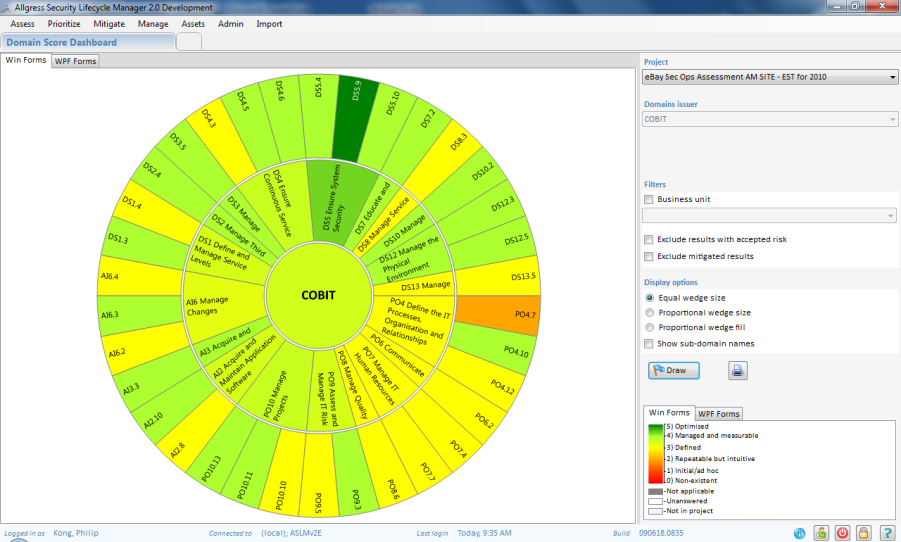 Allgress Security Lifecycle Manager 2.0 Development
Assess Prioritize Mitigate Manage Assets Admin Import
Domain Score Dashboard
Win Forms WPF Forms
DS5.4
DS5.9
DS5.10
DS7.2
DS8.3
DS10.2
DS12.3
DS12.5
DS13.5
PO4.7
PO4.10
PO4.12
PO6.2
PO7.4
PO7.7
PO8.6
PO9.3
PO9.5
PO10.10
PO10.11
PO10.13
AI2.8
AI2.10
AI3.3
AI6.2
AI6.3
AI6.4
DS1.3
DS1.4
DS2.4
DS3.5
DS4.3
DS4.5
DS4.6
DS5 Ensure System
Security
DS7 Educate and
DS8 Manage Service
DS10 Manage
DS12 Manage the
Physical
Environment
DS13 Manage
PO4 Define the IT
Processes,
Organisation and
Relationships
PO6 Communicate
PO7 Manage IT
Human Resources
PO8 Manage Quality
PO9 Assess and
Manage IT Risk
PO10 Manage
Projects
AI2 Acquire and
Maintain Application
Software
AI3 Acquire and
AI6 Manage
Changes
DS1 Define and
Manage Service
Levels
DS2 Manage Third
DS3 Manage
DS4 Ensure
Continuous Service
COBIT
Project
eBay Sec Ops Assessment AM SITE - EST for 2010
Domains issuer
COBIT
Filters
Business unit
Exclude results with accepted risk
Exclude mitigated results
Display options
Equal wedge size
Proportional wedge size
Proportional wedge fill
Show sub-domain names
Draw
Win Forms WPF Forms
5) Optimised
4) Managed and measurable
3) Defined
2) Repeatable but intuitive
1) Initial/ad hoc
0) Non-existent
Not applicable
Unanswered
Not in project
Logged in as Kong, Phillip Connected to (local); ASLMv2E Last login Today, 9:35 AM Build 090618.0835